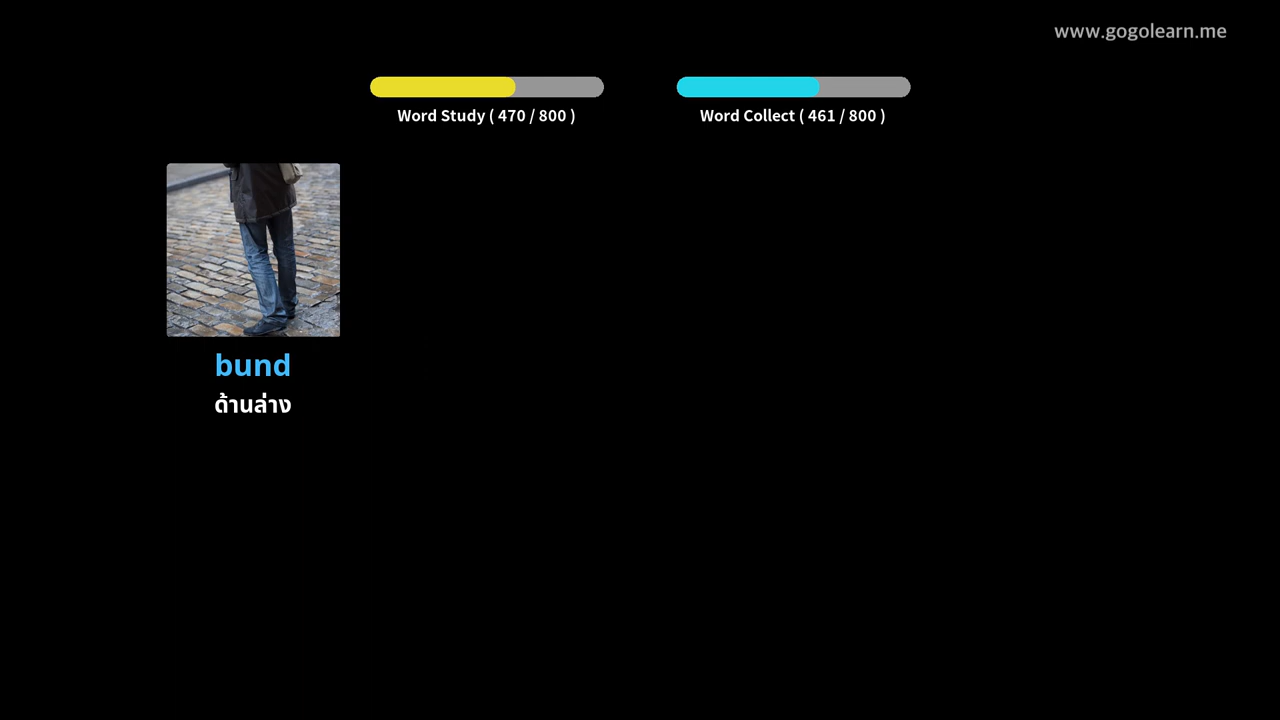 www.gogolearn.me
Word Study ( 470 / 800 )
Word Collect ( 461 / 800 )
bund
ด้านล่าง